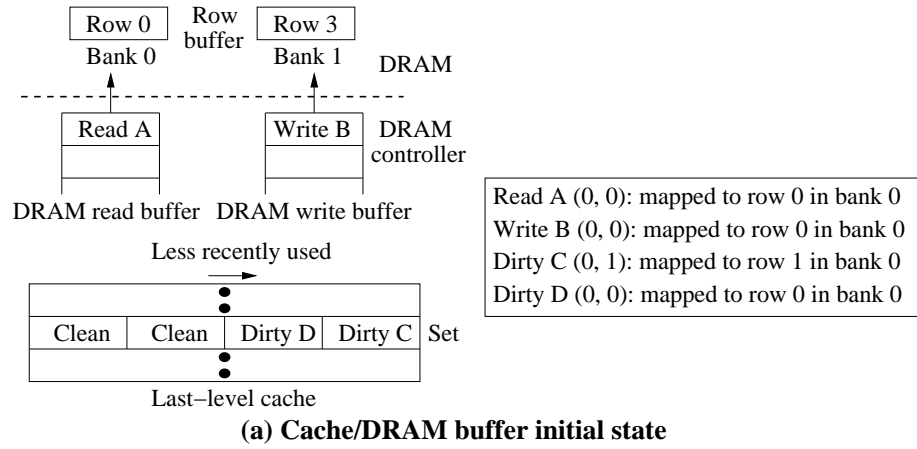 Row 0
Row buffer
Row 3
Bank 0
Bank 1
DRAM
Read A
Write B
DRAM controller
DRAM read buffer
DRAM write buffer
Less recently used
Clean
Clean
Dirty D
Dirty C
Set
Last−level cache
Read A (0, 0): mapped to row 0 in bank 0
Write B (0, 0): mapped to row 0 in bank 0
Dirty C (0, 1): mapped to row 1 in bank 0
Dirty D (0, 0): mapped to row 0 in bank 0
(a) Cache/DRAM buffer initial state